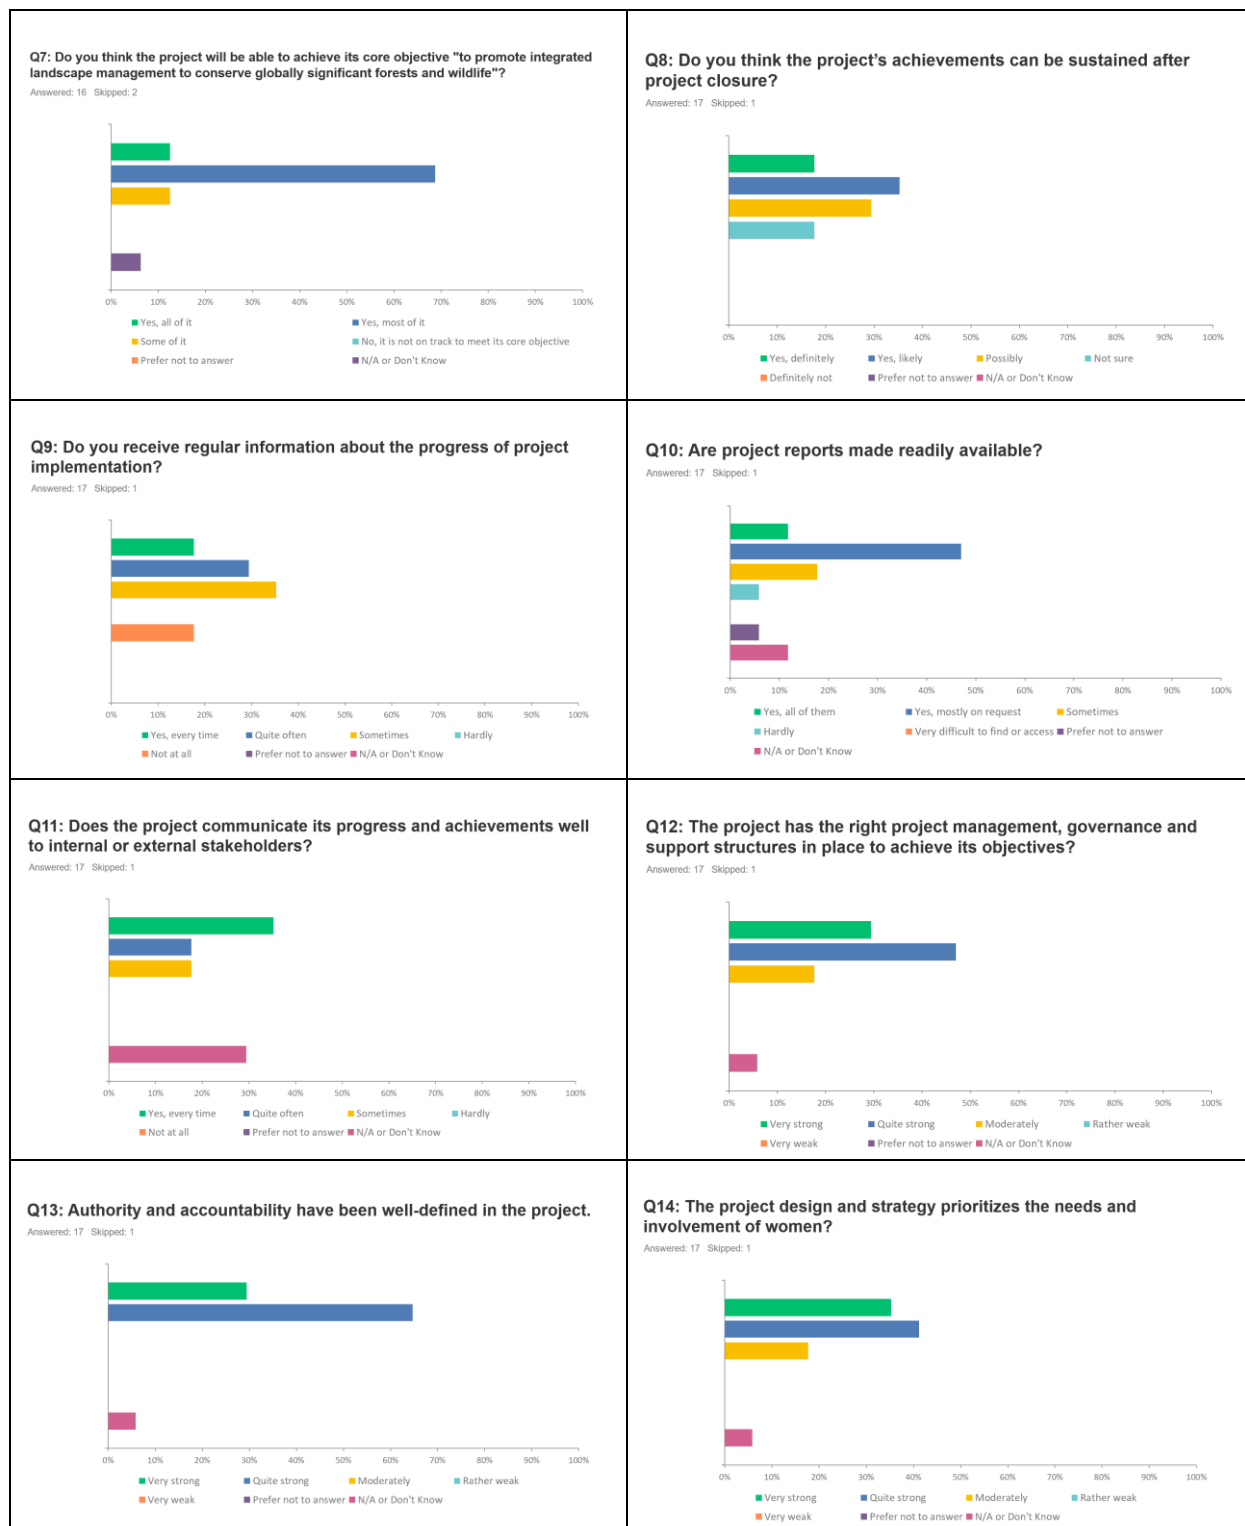 Q7: Do you think the project will be able to achieve its core objective "to promote integrated
landscape management to conserve globally significant forests and wildlife"?
Answered: 16 Skipped: 2
0% 10% 20% 30% 40% 50% 60% 70% 80% 90% 100%
Yes, all of it Yes, most of it
Some of it No, it is not on track to meet its core objective
Prefer not to answer N/A or Don't Know
Q8: Do you think the project’s achievements can be sustained after
project closure?
Answered: 17 Skipped: 1
0% 10% 20% 30% 40% 50% 60% 70% 80% 90% 100%
Yes, definitely Yes, likely Possibly Not sure
Definitely not Prefer not to answer N/A or Don't Know
Q9: Do you receive regular information about the progress of project
implementation?
Answered: 17 Skipped: 1
0% 10% 20% 30% 40% 50% 60% 70% 80% 90% 100%
Yes, every time Quite often Sometimes Hardly
Not at all Prefer not to answer N/A or Don't Know
Q10: Are project reports made readily available?
Answered: 17 Skipped: 1
0% 10% 20% 30% 40% 50% 60% 70% 80% 90% 100%
Yes, all of them Yes, mostly on request Sometimes
Hardly Very difficult to find or access Prefer not to answer
N/A or Don't Know
Q11: Does the project communicate its progress and achievements well
to internal or external stakeholders?
Answered: 17 Skipped: 1
0% 10% 20% 30% 40% 50% 60% 70% 80% 90% 100%
Yes, every time Quite often Sometimes Hardly
Not at all Prefer not to answer N/A or Don't Know
Q12: The project has the right project management, governance and
support structures in place to achieve its objectives?
Answered: 17 Skipped: 1
0% 10% 20% 30% 40% 50% 60% 70% 80% 90% 100%
Very strong Quite strong Moderately Rather weak
Very weak Prefer not to answer N/A or Don't Know
Q13: Authority and accountability have been well-defined in the project.
Answered: 17 Skipped: 1
0% 10% 20% 30% 40% 50% 60% 70% 80% 90% 100%
Very strong Quite strong Moderately Rather weak
Very weak Prefer not to answer N/A or Don't Know
Q14: The project design and strategy prioritizes the needs and
involvement of women?
Answered: 17 Skipped: 1
0% 10% 20% 30% 40% 50% 60% 70% 80% 90% 100%
Very strong Quite strong Moderately Rather weak
Very weak Prefer not to answer N/A or Don't Know